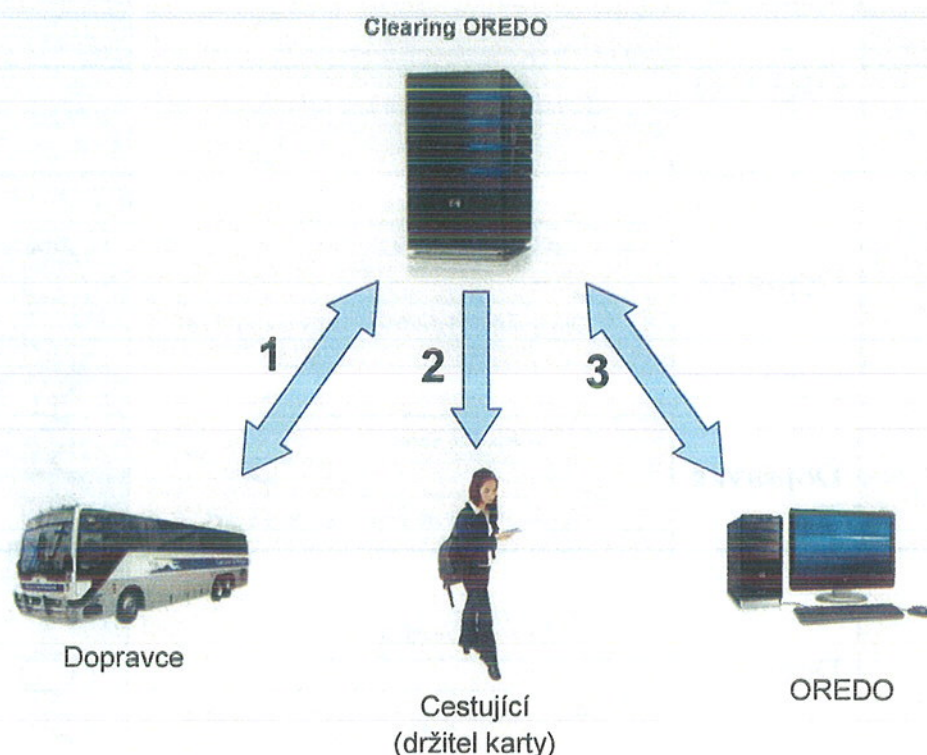 Clearing OREDO
1
2
3
Dopravce
Cestující
(držitel karty)
OREDO